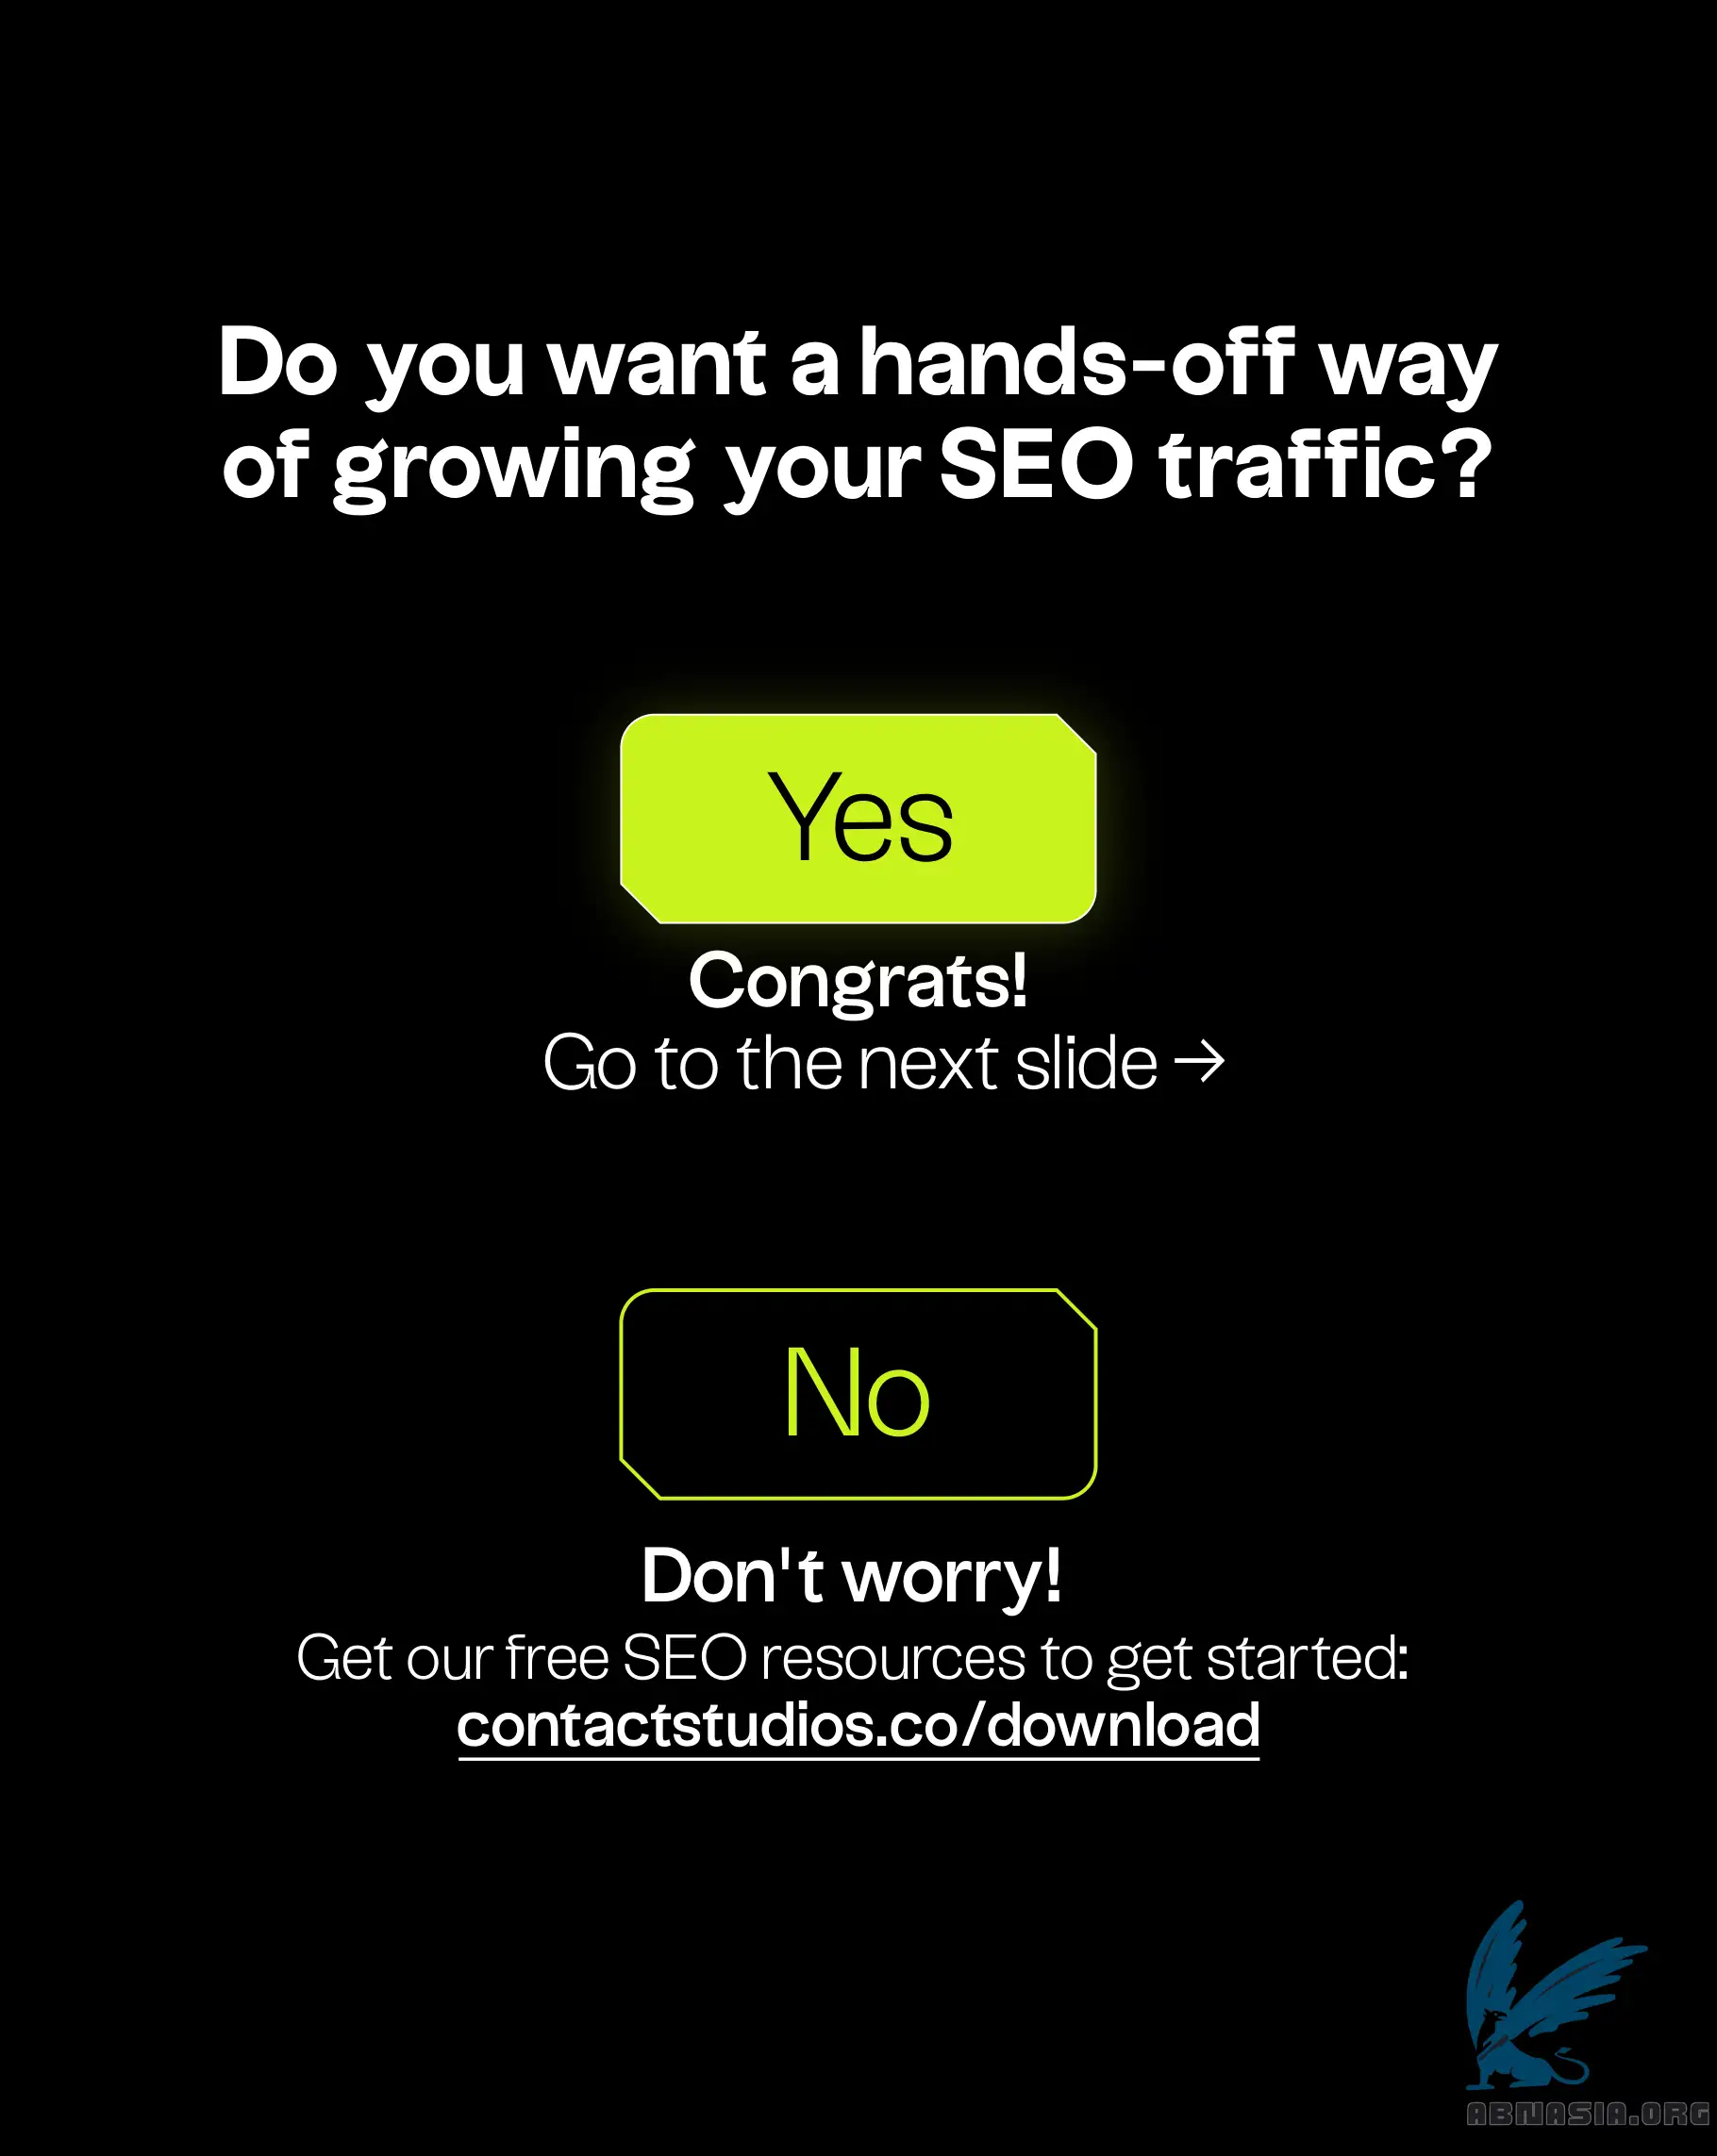 Do you want a hands-off way
of growing your SEO traffic?
Yes
Congrats!
Go to the next slide →
No
Don't worry!
Get our free SEO resources to get started:
contactstudios.co/download
ABNASIA.ORG